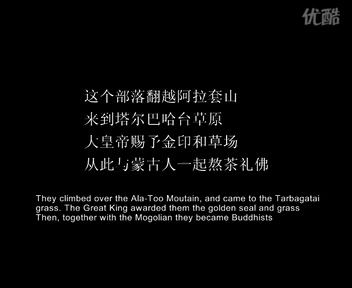 优酷
这个部落翻越阿拉套山
来到塔尔巴哈台草原
大皇帝赐予金印和草场
从此与蒙古人一起熬茶礼佛
They climbed over the Ala-Too Moutain, and came to the Tarbagatai
grass. The Great King awarded them the golden seal and grass
Then, together with the Mogolian they became Buddhists